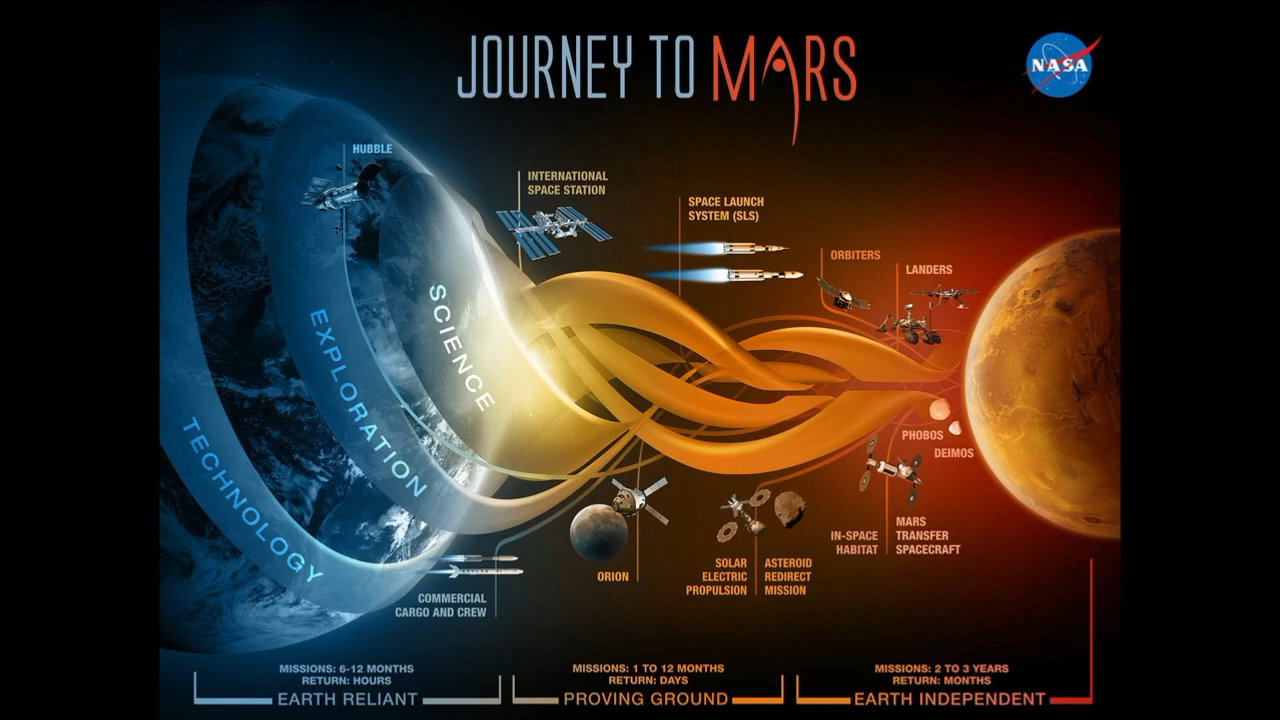 JOURNEY TO MARS
NASA
HUBBLE
INTERNATIONAL
SPACE STATION
SPACE LAUNCH
SYSTEM (SLS)
ORBITERS
LANDERS
SCIENCE
EXPLORATION
TECHNOLOGY
PHOBOS
DEIMOS
COMMERCIAL
CARGO AND CREW
ORION
SOLAR
ELECTRIC
PROPULSION
ASTEROID
REDIRECT
MISSION
IN-SPACE
HABITAT
MARS
TRANSFER
SPACECRAFT
MISSIONS: 6-12 MONTHS
RETURN: HOURS
EARTH RELIANT
MISSIONS: 1 TO 12 MONTHS
RETURN: DAYS
PROVING GROUND
MISSIONS: 2 TO 3 YEARS
RETURN: MONTHS
EARTH INDEPENDENT